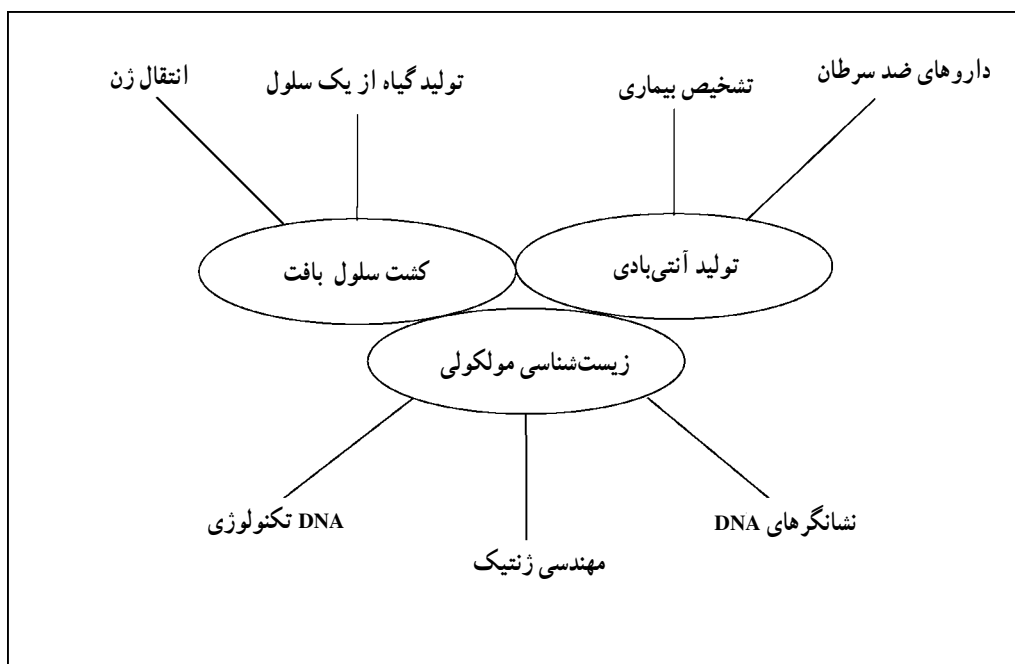 داروهای ضد سرطان
تشخیص بیماری
تولید گیاه از یک سلول
انتقال ژن
تولید آنتی‌بادی
کشت سلول بافت
زیست‌شناسی مولکولی
نشانگرهای DNA
مهندسی ژنتیک
DNA تکنولوژی